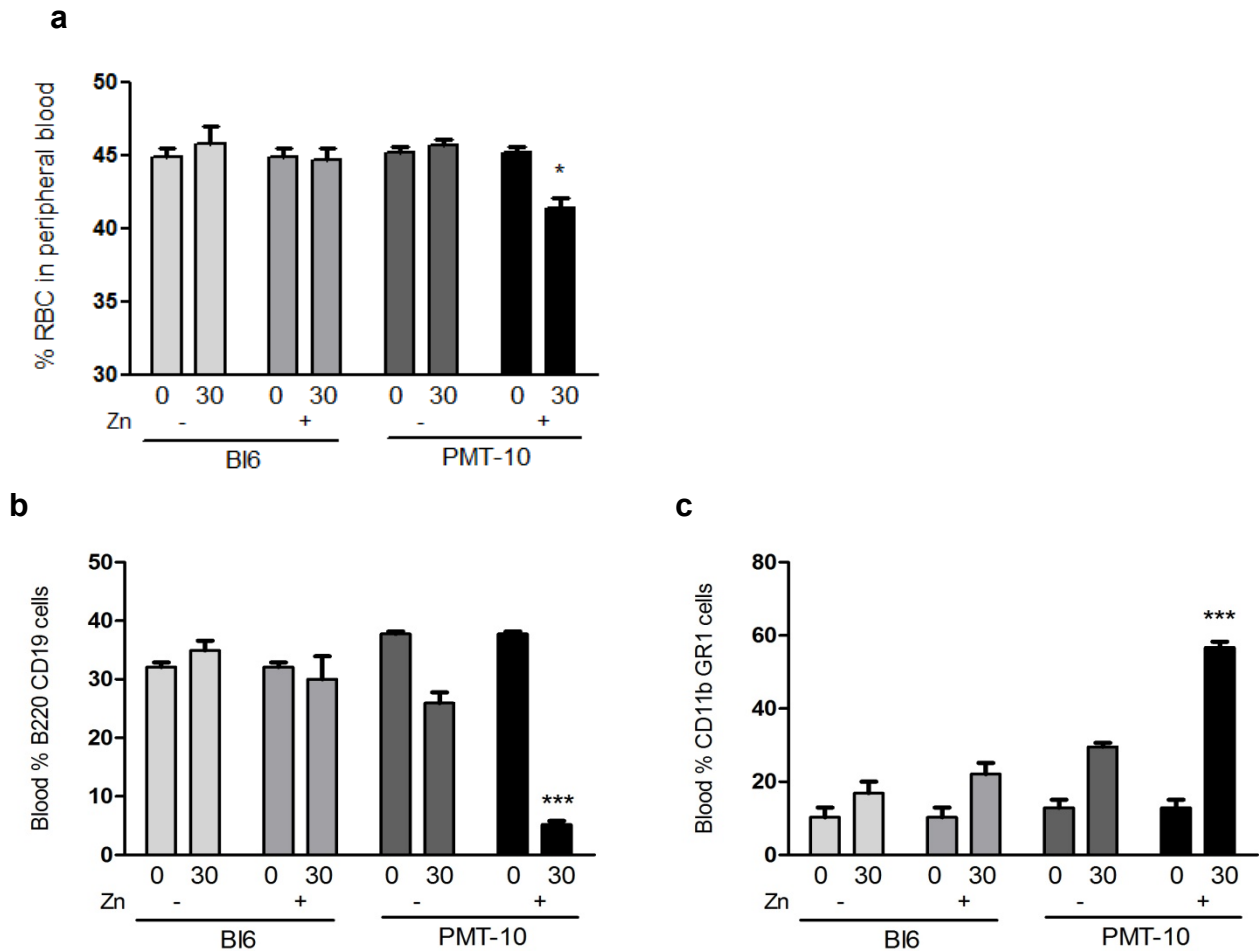 a
% RBC in peripheral blood
50
45
40
35
30
*
0 30 0 30 0 30 0 30
Zn - + - +
Bl6 PMT-10
b
Blood % B220 CD19 cells
50
40
30
20
10
0
***
0 30 0 30 0 30 0 30
Zn - + - +
Bl6 PMT-10
c
Blood % CD11b GR1 cells
80
60
40
20
0
***
0 30 0 30 0 30 0 30
Zn - + - +
Bl6 PMT-10